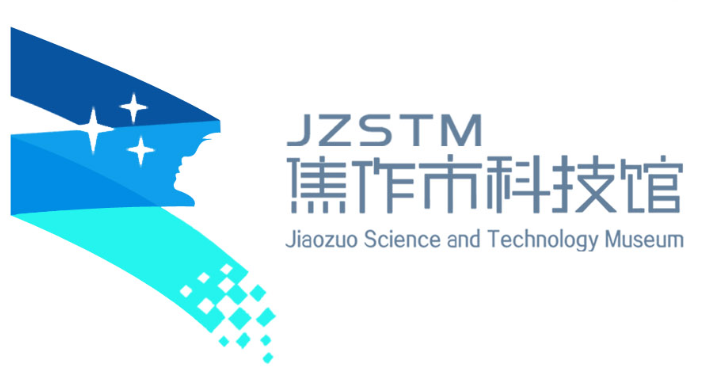 JZSTM
焦作市科技馆
Jiaozuo Science and Technology Museum